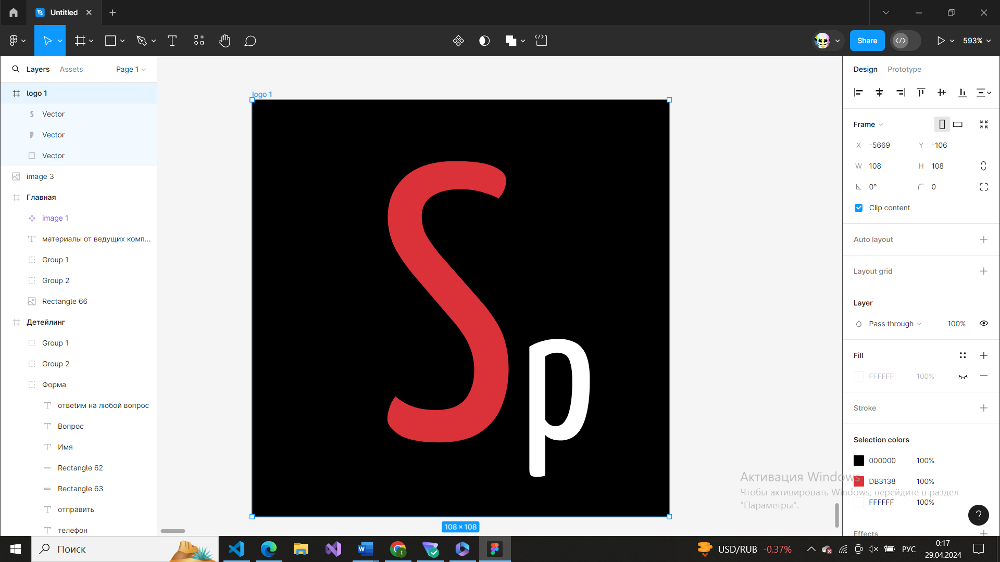 Untitled
Share
593%
Layers
Assets
Page 1
logo 1
Vector
Vector
Vector
image 3
Главная
image 1
материалы от ведущих комп...
Group 1
Group 2
Rectangle 66
Детейлинг
Group 1
Group 2
Форма
ответим на любой вопрос
Вопрос
Имя
Rectangle 62
Rectangle 63
отправить
телефон
logo 1
Sp
108 × 108
Design
Prototype
Frame
X -5669
Y -106
W 108
H 108
0°
0
Clip content
Auto layout
Layout grid
Layer
Pass through
100%
Fill
FFFFFF 100%
Stroke
Selection colors
000000 100%
DB3138 100%
FFFFFF 100%
Effects
Активация Windows
Чтобы активировать Windows, перейдите в раздел
"Параметры".
?
Поиск
USD/RUB -0.37%
РУС
0:17
29.04.2024